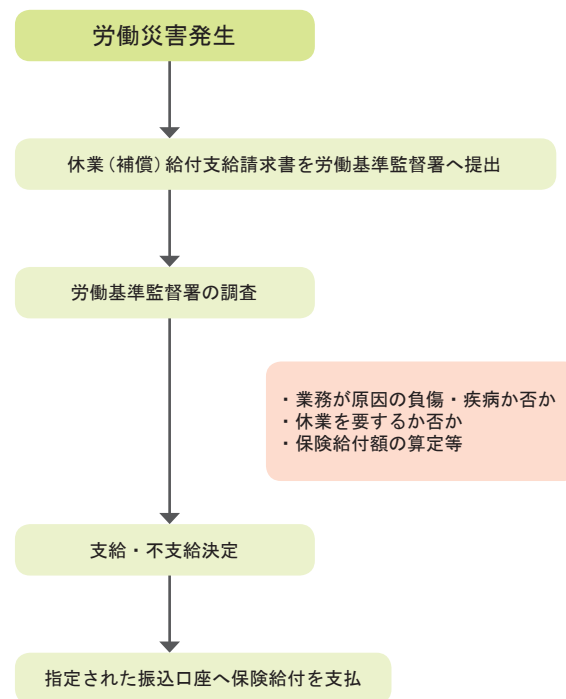 労働災害発生
休業（補償）給付支給請求書を労働基準監督署へ提出
労働基準監督署の調査
・業務が原因の負傷・疾病か否か
・休業を要するか否か
・保険給付額の算定等
支給・不支給決定
指定された振込口座へ保険給付を支払